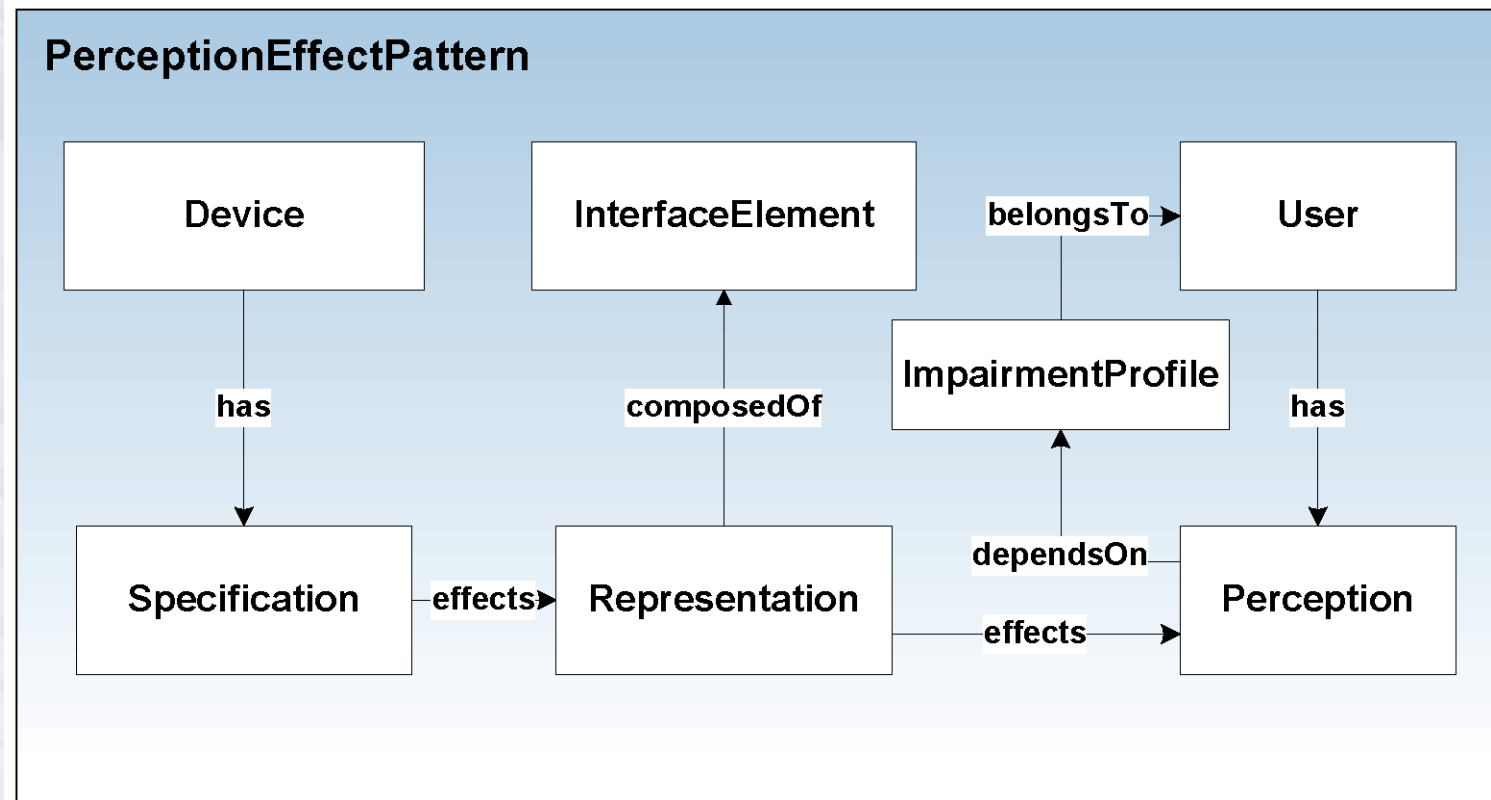 PerceptionEffectPattern
Device
InterfaceElement
belongsTo
User
ImpairmentProfile
has
composedOf
has
dependsOn
Specification
effects
Representation
effects
Perception